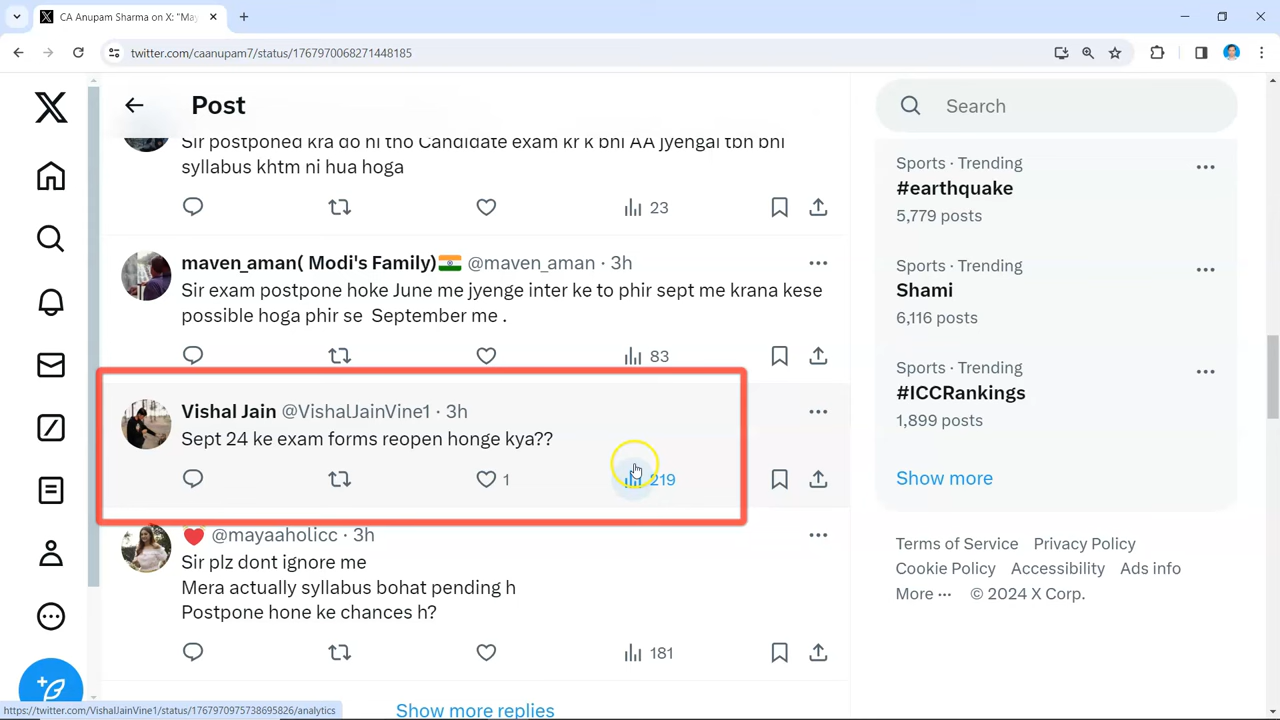 CA Anupam Sharma on X: "May
twitter.com/caanupam7/status/1767970068271448185
Post
Search
Sir postponed kra do ni tho Candidate exam kr k bhi AA jyengai tbh bhi
syllabus khtm ni hua hoga
23
maven_aman( Modi's Family) @maven_aman · 3h
Sir exam postpone hoke June me jyenge inter ke to phir sept me krana kese
possible hoga phir se September me .
83
Vishal Jain @VishalJainVine1 · 3h
Sept 24 ke exam forms reopen honge kya??
1
219
@mayaaholicc · 3h
Sir plz dont ignore me
Mera actually syllabus bohat pending h
Postpone hone ke chances h?
181
Show more replies
Sports · Trending
#earthquake
5,779 posts
Sports · Trending
Shami
6,116 posts
Sports · Trending
#ICCRankings
1,899 posts
Show more
Terms of Service Privacy Policy
Cookie Policy Accessibility Ads info
More ··· © 2024 X Corp.
https://twitter.com/VishalJainVine1/status/1767970975738695826/analytics